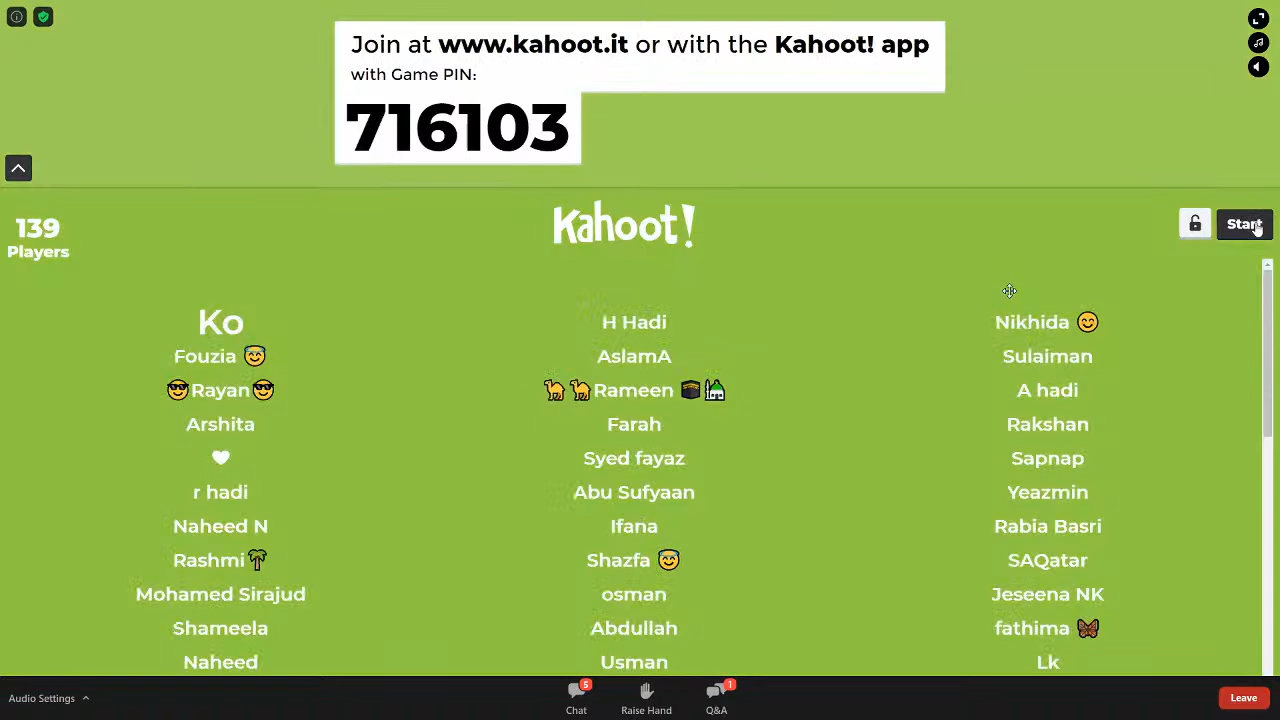 Join at www.kahoot.it or with the Kahoot! app
with Game PIN:
716103
139
Players
Kahoot!
Start
Ko
H Hadi
Nikhida 😊
Fouzia 😇
AslamA
Sulaiman
😎Rayan😎
🐪🐪Rameen 🕋🕌
A hadi
Arshita
Farah
Rakshan
Syed fayaz
Sapnap
r hadi
Abu Sufyaan
Yeazmin
Naheed N
Ifana
Rabia Basri
Rashmi🌴
Shazfa 😇
SAQatar
Mohamed Sirajud
osman
Jeseena NK
Shameela
Abdullah
fathima 🦋
Naheed
Usman
Lk
Audio Settings
5
Chat
Raise Hand
1
Q&A
Leave